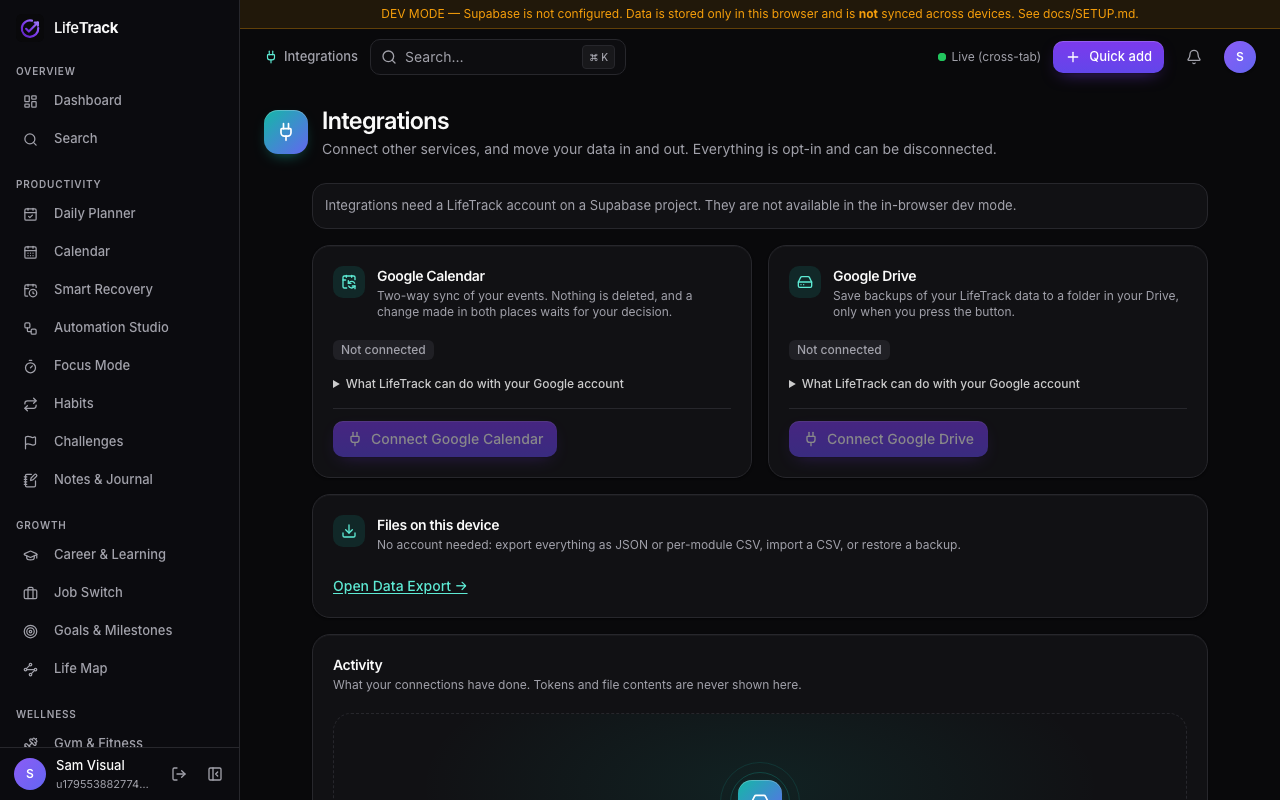 LifeTrack
OVERVIEW
Dashboard
Search
PRODUCTIVITY
Daily Planner
Calendar
Smart Recovery
Automation Studio
Focus Mode
Habits
Challenges
Notes & Journal
GROWTH
Career & Learning
Job Switch
Goals & Milestones
Life Map
WELLNESS
Gym & Fitness
S
Sam Visual
u179553882774...
DEV MODE — Supabase is not configured. Data is stored only in this browser and is not synced across devices. See docs/SETUP.md.
Integrations
Search...
⌘ K
Live (cross-tab)
Quick add
S
Integrations
Connect other services, and move your data in and out. Everything is opt-in and can be disconnected.
Integrations need a LifeTrack account on a Supabase project. They are not available in the in-browser dev mode.
Google Calendar
Two-way sync of your events. Nothing is deleted, and a
change made in both places waits for your decision.
Not connected
What LifeTrack can do with your Google account
Connect Google Calendar
Google Drive
Save backups of your LifeTrack data to a folder in your Drive,
only when you press the button.
Not connected
What LifeTrack can do with your Google account
Connect Google Drive
Files on this device
No account needed: export everything as JSON or per-module CSV, import a CSV, or restore a backup.
Open Data Export →
Activity
What your connections have done. Tokens and file contents are never shown here.